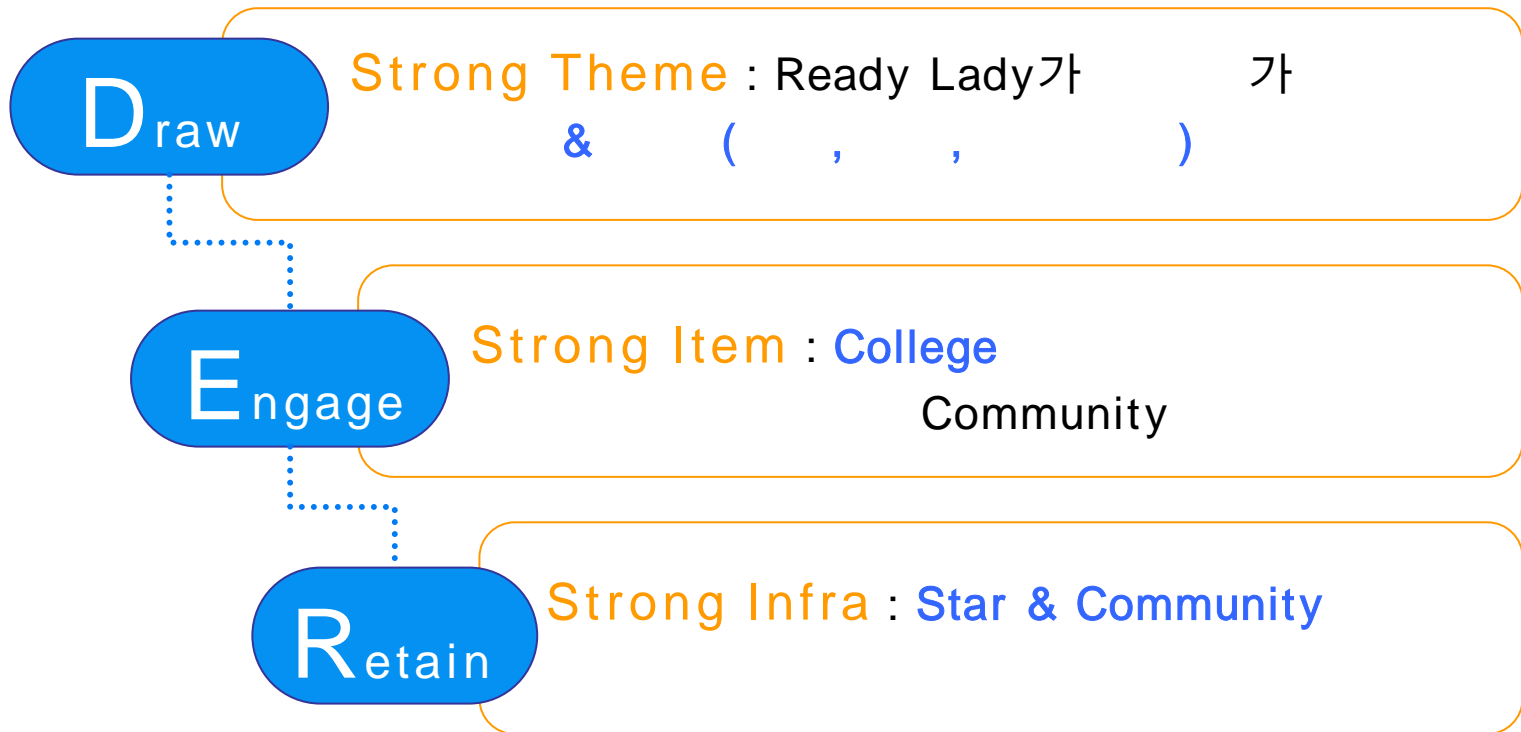 Draw
Strong Theme : Ready Lady가 가
& ( , , )
Engage
Strong Item : College
Community
Retain
Strong Infra : Star & Community